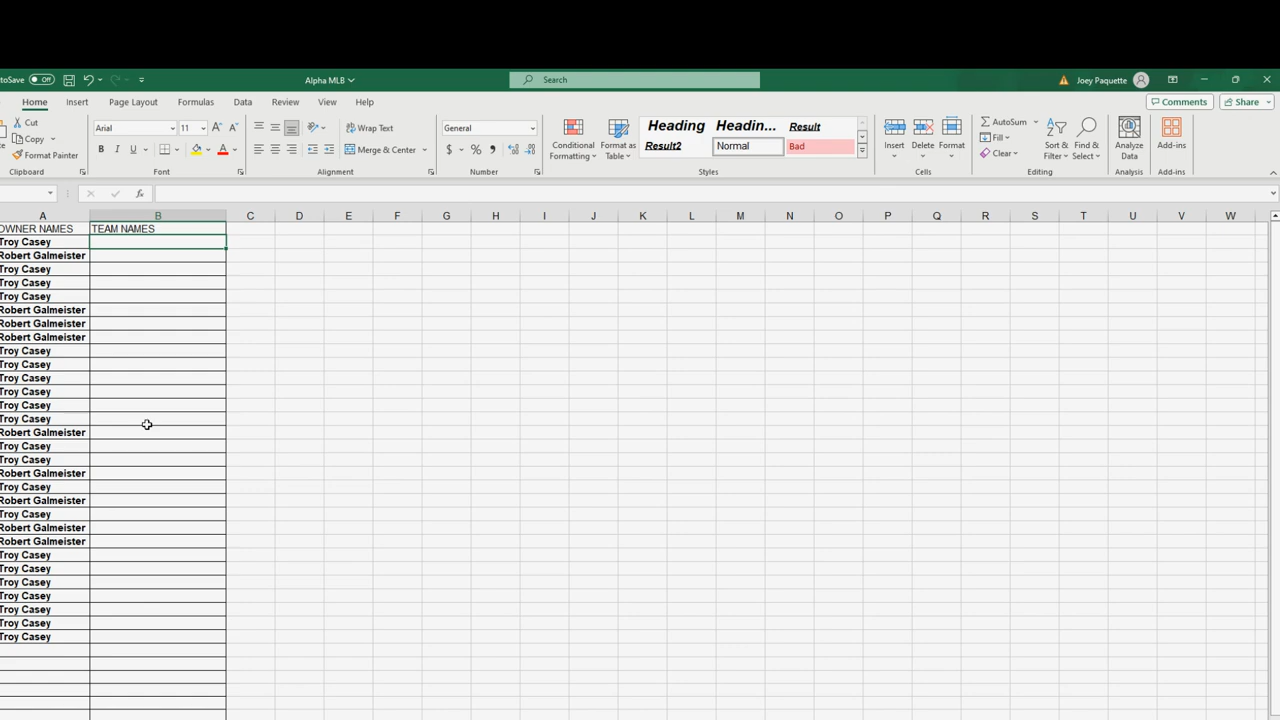 toSave Off Alpha MLB Search Joey Paquette
Home Insert Page Layout Formulas Data Review View Help Comments Share
Cut
Copy
Format Painter
Clipboard
Arial 11
B I U
Font
Wrap Text
Merge & Center
Alignment
General
$ %
Number
Conditional
Formatting
Format as
Table
Heading Headin... Result
Result2 Normal Bad
Styles
Insert Delete Format
Cells
AutoSum
Fill
Clear
Sort &
Filter
Find &
Select
Editing
Analyze
Data
Analysis
Add-ins
Add-ins
fx
A B C D E F G H I J K L M N O P Q R S T U V W
OWNER NAMES TEAM NAMES
Troy Casey
Robert Galmeister
Troy Casey
Troy Casey
Troy Casey
Robert Galmeister
Robert Galmeister
Robert Galmeister
Troy Casey
Troy Casey
Troy Casey
Troy Casey
Troy Casey
Troy Casey
Robert Galmeister
Troy Casey
Troy Casey
Robert Galmeister
Troy Casey
Robert Galmeister
Troy Casey
Robert Galmeister
Robert Galmeister
Troy Casey
Troy Casey
Troy Casey
Troy Casey
Troy Casey
Troy Casey
Troy Casey